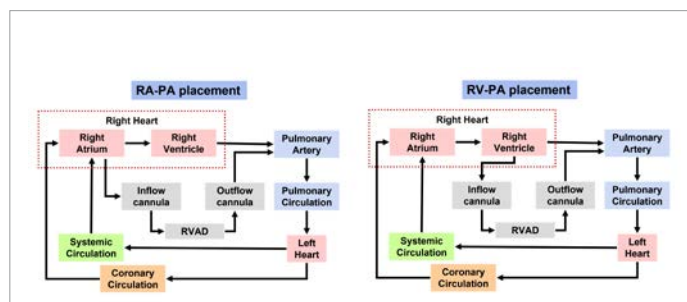 RA-PA placement
Right Heart
Right
Atrium
Right
Ventricle
Pulmonary
Artery
Inflow
cannula
Outflow
cannula
Pulmonary
Circulation
RVAD
Systemic
Circulation
Left
Heart
Coronary
Circulation
RV-PA placement
Right Heart
Right
Atrium
Right
Ventricle
Pulmonary
Artery
Inflow
cannula
Outflow
cannula
Pulmonary
Circulation
RVAD
Systemic
Circulation
Left
Heart
Coronary
Circulation